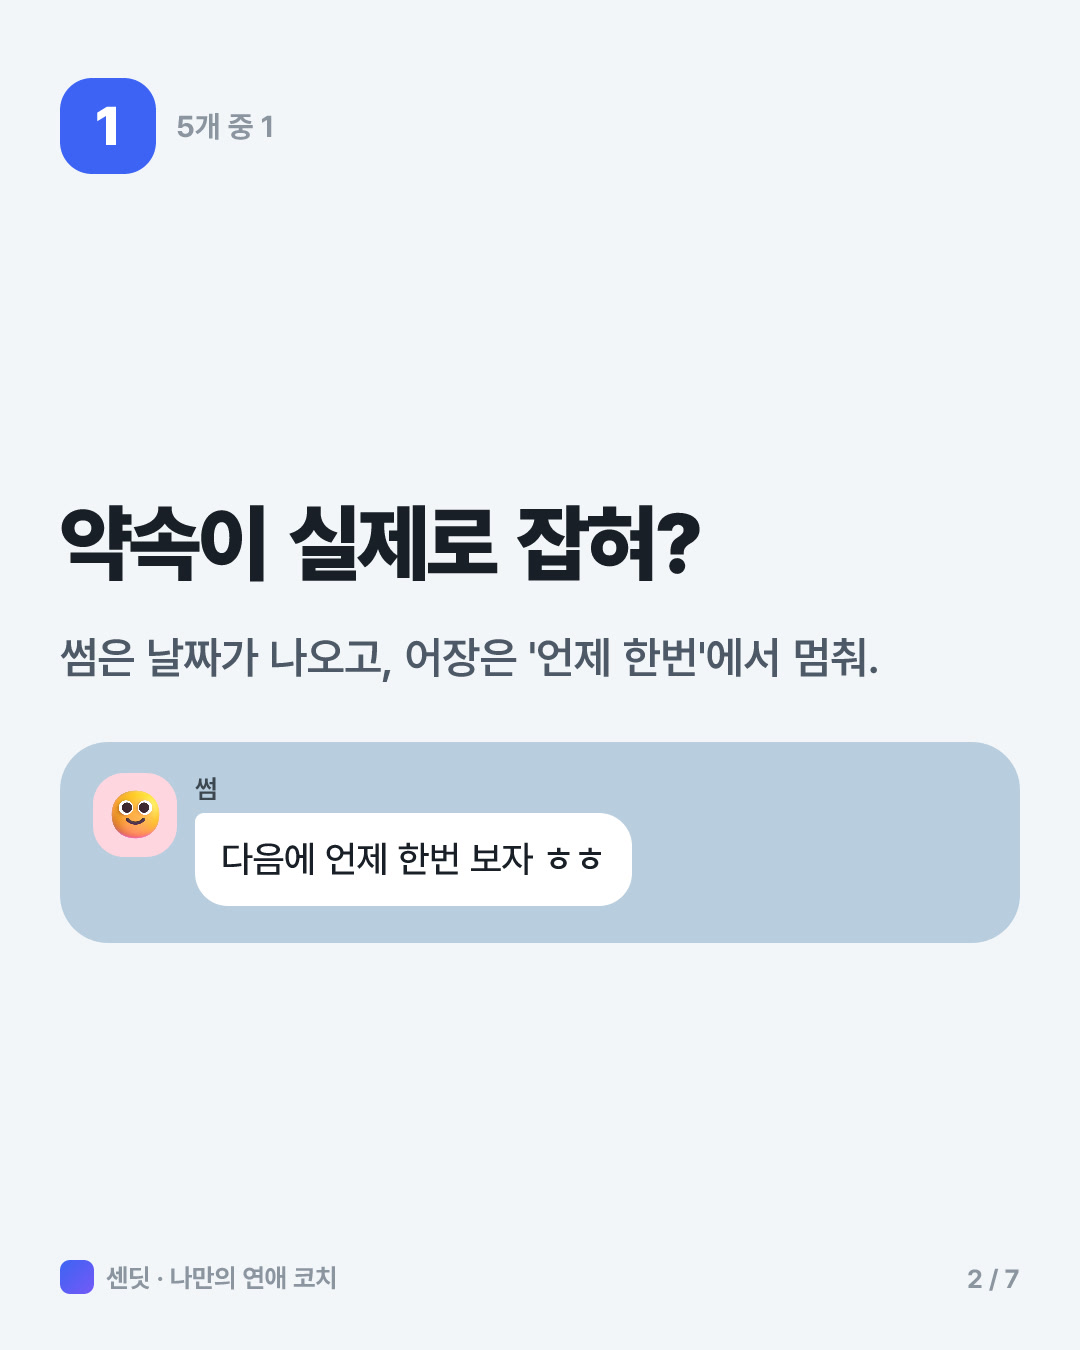 1
5개 중 1
약속이 실제로 잡혀?
썸은 날짜가 나오고, 어장은 '언제 한번'에서 멈춰.
썸
다음에 언제 한번 보자 ㅎㅎ
센딧 · 나만의 연애 코치
2 / 7